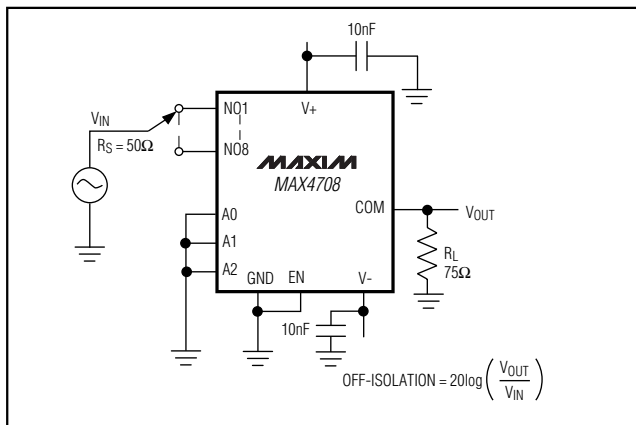 10nF
V+
NO1
NO8
VIN
RS = 50Ω
MAXIM
MAX4708
COM
VOUT
A0
A1
A2
RL
75Ω
GND
EN
V-
10nF
OFF-ISOLATION = 20log(VOUT/VIN)